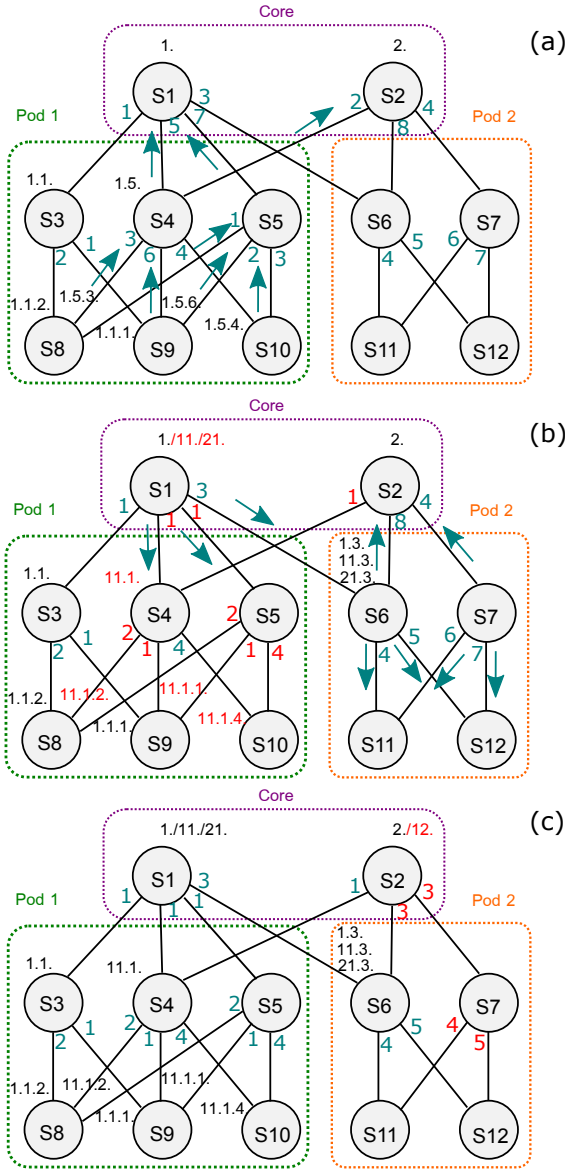 Core
(a)
1. 2.
S1 S2
1 3 2 4
5 7 8
Pod 1 Pod 2
1.1. 1.5.
S3 S4 S5 S6 S7
1 3 1 5 6
2 6 4 2 3 4 7
1.1.2. 1.5.3. 1.5.6.
1.1.1. 1.5.4.
S8 S9 S10 S11 S12
Core
(b)
1./11./21. 2.
S1 S2
1 3 1 4
1 1 8
Pod 1 Pod 2
1.3.
1.1. 11.1. 11.3.
21.3.
S3 S4 S5 S6 S7
1 2 2 5 6
2 1 4 1 4 4 7
1.1.2. 11.1.2. 11.1.1.
1.1.1. 11.1.4.
S8 S9 S10 S11 S12
Core
(c)
1./11./21. 2./12.
S1 S2
1 3 1 3
1 1 3
Pod 1 Pod 2
1.3.
1.1. 11.1. 11.3.
21.3.
S3 S4 S5 S6 S7
1 2 2 5 4
2 1 4 1 4 4 5
1.1.2. 11.1.2. 11.1.1.
1.1.1. 11.1.4.
S8 S9 S10 S11 S12